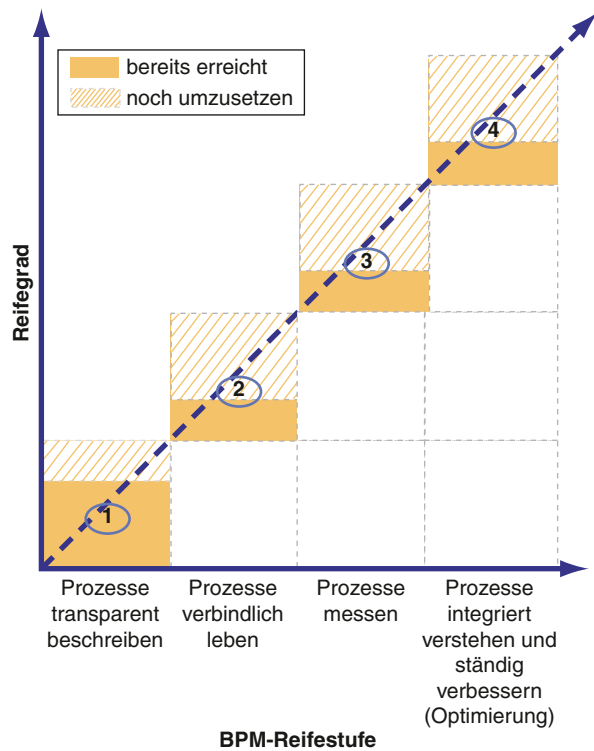 bereits erreicht
noch umzusetzen
4
3
2
1
Reifegrad
Prozesse
transparent
beschreiben
Prozesse
verbindlich
leben
Prozesse
messen
Prozesse
integriert
verstehen und
ständig
verbessern
(Optimierung)
BPM-Reifestufe